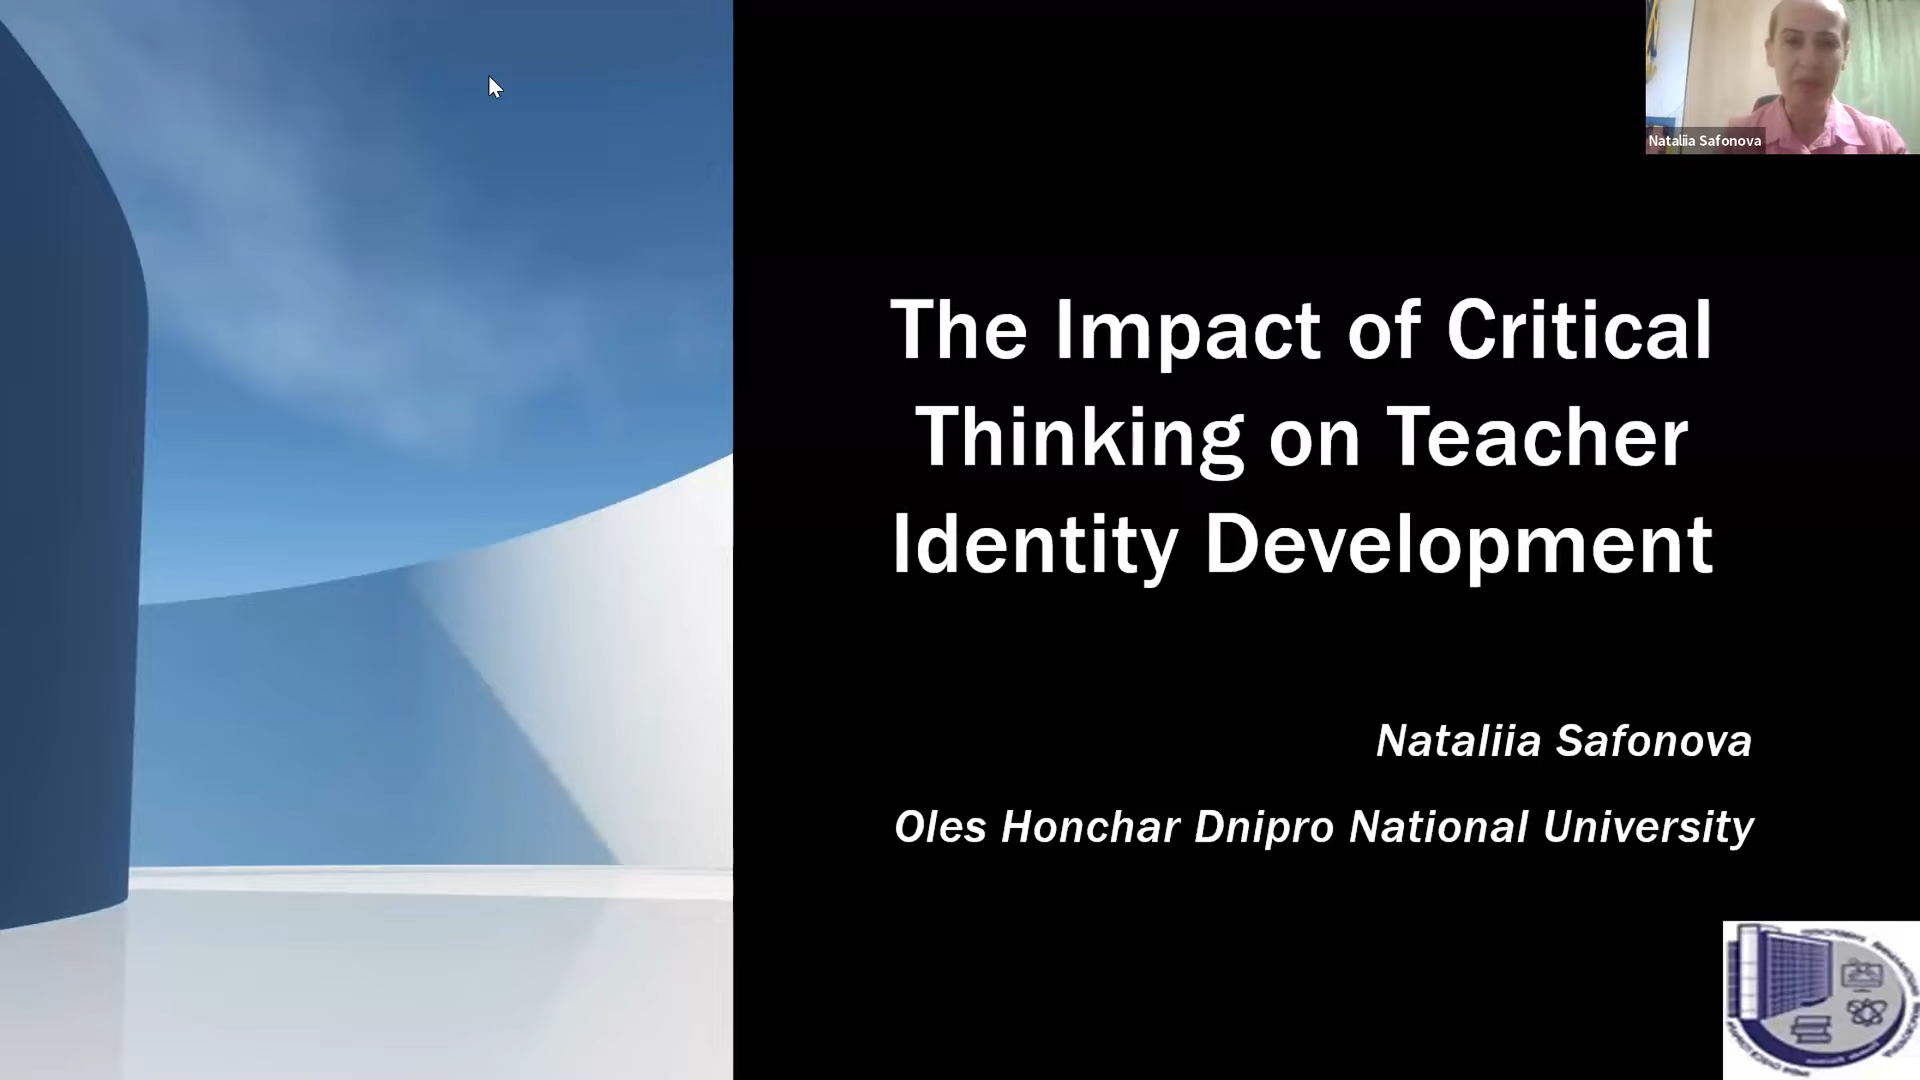 Nataliia Safonova
The Impact of Critical
Thinking on Teacher
Identity Development
Nataliia Safonova
Oles Honchar Dnipro National University